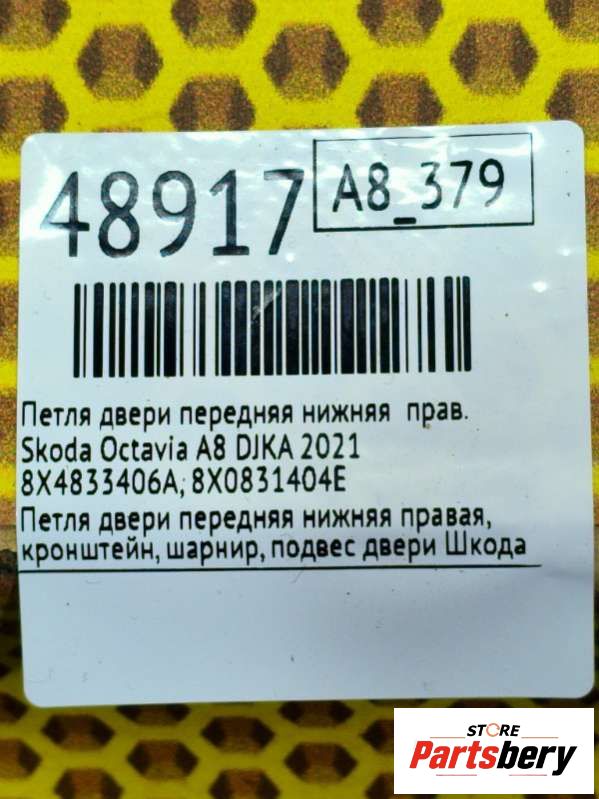 48917
A8_379
Петля двери передняя нижняя прав.
Skoda Octavia A8 DJKA 2021
8X4833406A; 8X0831404E
Петля двери передняя нижняя правая,
кронштейн, шарнир, подвес двери Шкода
STORE
Partsbery